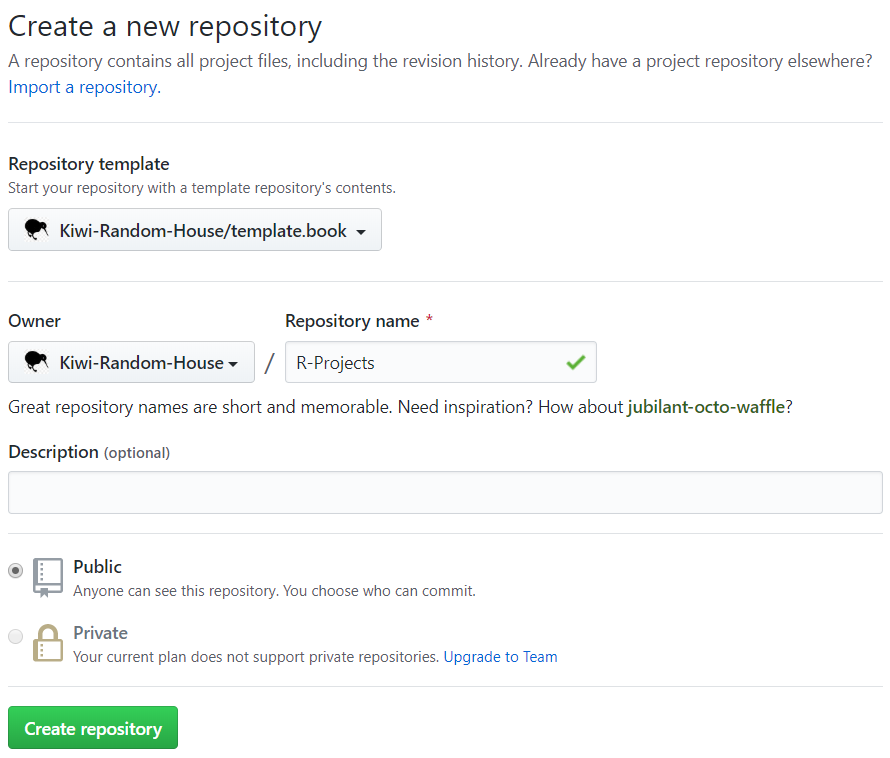 Create a new repository
A repository contains all project files, including the revision history. Already have a project repository elsewhere?
Import a repository.
Repository template
Start your repository with a template repository's contents.
Kiwi-Random-House/template.book
Owner
Repository name *
Kiwi-Random-House
/
R-Projects
Great repository names are short and memorable. Need inspiration? How about jubilant-octo-waffle?
Description (optional)
Public
Anyone can see this repository. You choose who can commit.
Private
Your current plan does not support private repositories. Upgrade to Team
Create repository